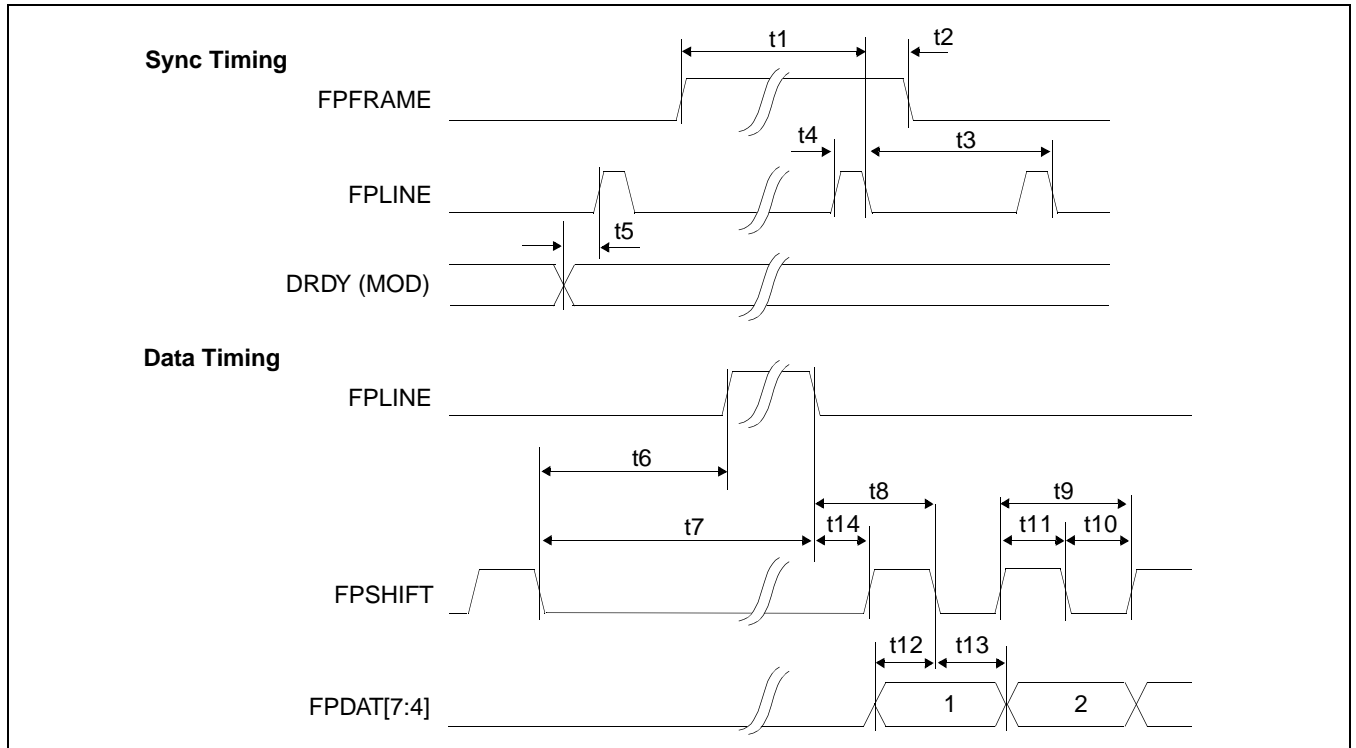 Sync Timing
t1
t2
FPFRAME
t4
t3
FPLINE
t5
DRDY (MOD)
Data Timing
FPLINE
t6
t8
t9
t7
t14
t11
t10
FPSHIFT
t12
t13
FPDAT[7:4]
1
2